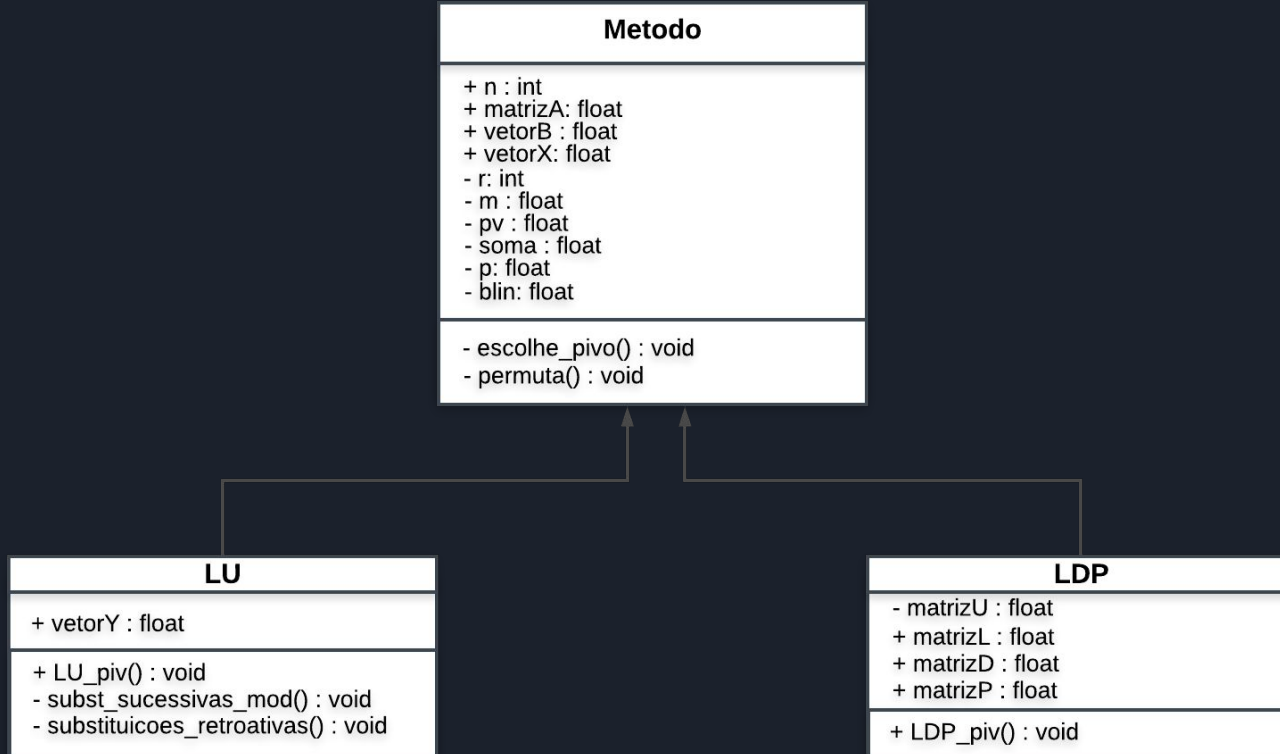 Metodo
+ n : int
+ matrizA: float
+ vetorB : float
+ vetorX: float
- r: int
- m : float
- pv : float
- soma : float
- p: float
- blin: float
- escolhe_pivo() : void
- permuta() : void
LU
+ vetorY : float
+ LU_piv() : void
- subst_sucessivas_mod() : void
- substituicoes_retroativas() : void
LDP
- matrizU : float
+ matrizL : float
+ matrizD : float
+ matrizP : float
+ LDP_piv() : void